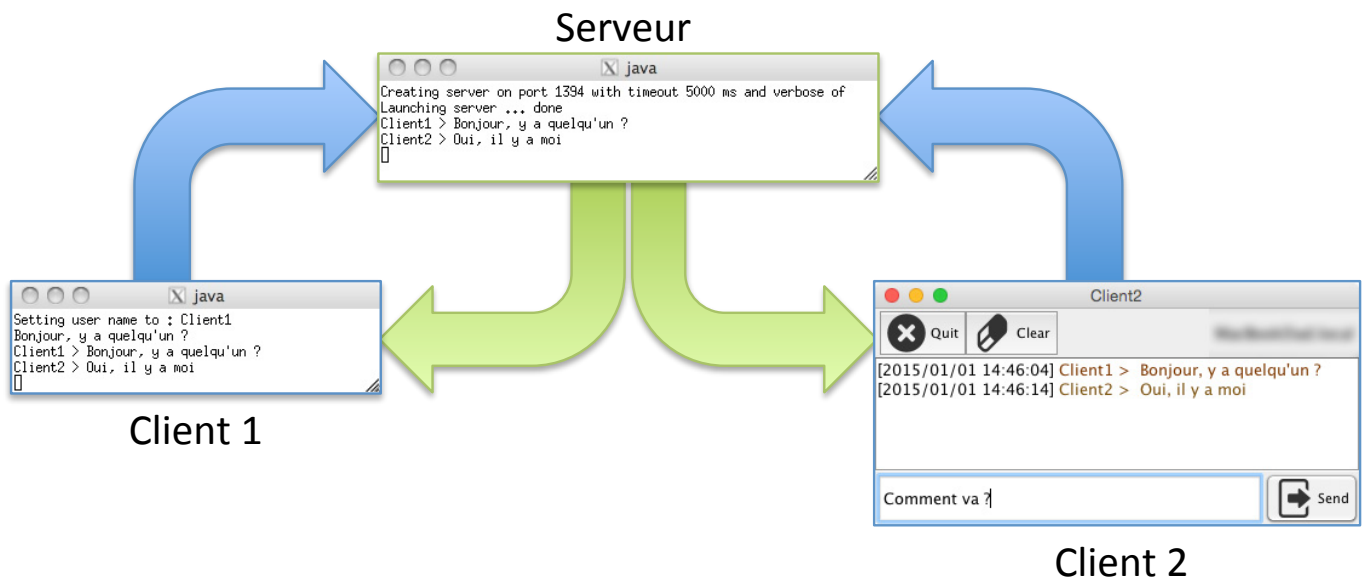 Serveur
java
Creating server on port 1394 with timeout 5000 ms and verbose of
Launching server ... done
Client1 > Bonjour, y a quelqu'un ?
Client2 > Oui, il y a moi
java
Setting user name to : Client1
Bonjour, y a quelqu'un ?
Client1 > Bonjour, y a quelqu'un ?
Client2 > Oui, il y a moi
Client 1
Client2
Quit Clear
[2015/01/01 14:46:04] Client1 > Bonjour, y a quelqu'un ?
[2015/01/01 14:46:14] Client2 > Oui, il y a moi
Comment va ?
Send
Client 2